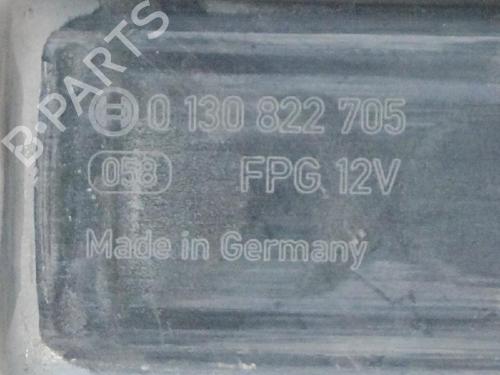 B-PARTS
0 130 822 705
058 FPG 12V
Made in Germany